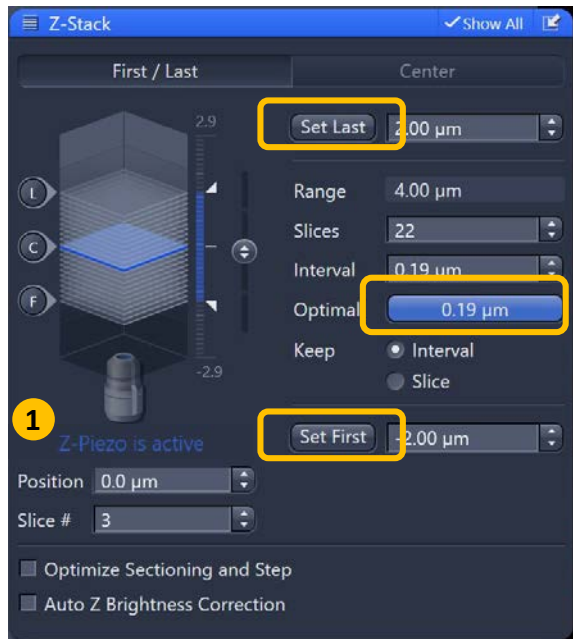 Z-Stack Show All
First / Last Center
2.9
Set Last 2.00 µm
L
Range 4.00 µm
Slices 22
C
Interval 0.19 µm
F
Optimal 0.19 µm
Keep Interval
-2.9
Slice
1
Z-Piezo is active
Set First -2.00 µm
Position 0.0 µm
Slice # 3
Optimize Sectioning and Step
Auto Z Brightness Correction